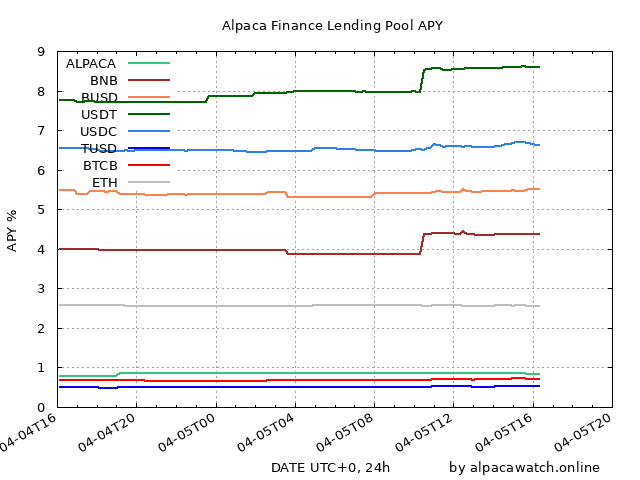 Alpaca Finance Lending Pool APY
9
8
7
6
5
4
3
2
1
0
APY %
ALPACA
BNB
BUSD
USDT
USDC
TUSD
BTCB
ETH
04-04T16
04-04T20
04-05T00
04-05T04
04-05T08
04-05T12
04-05T16
04-05T20
DATE UTC+0, 24h
by alpacawatch.online